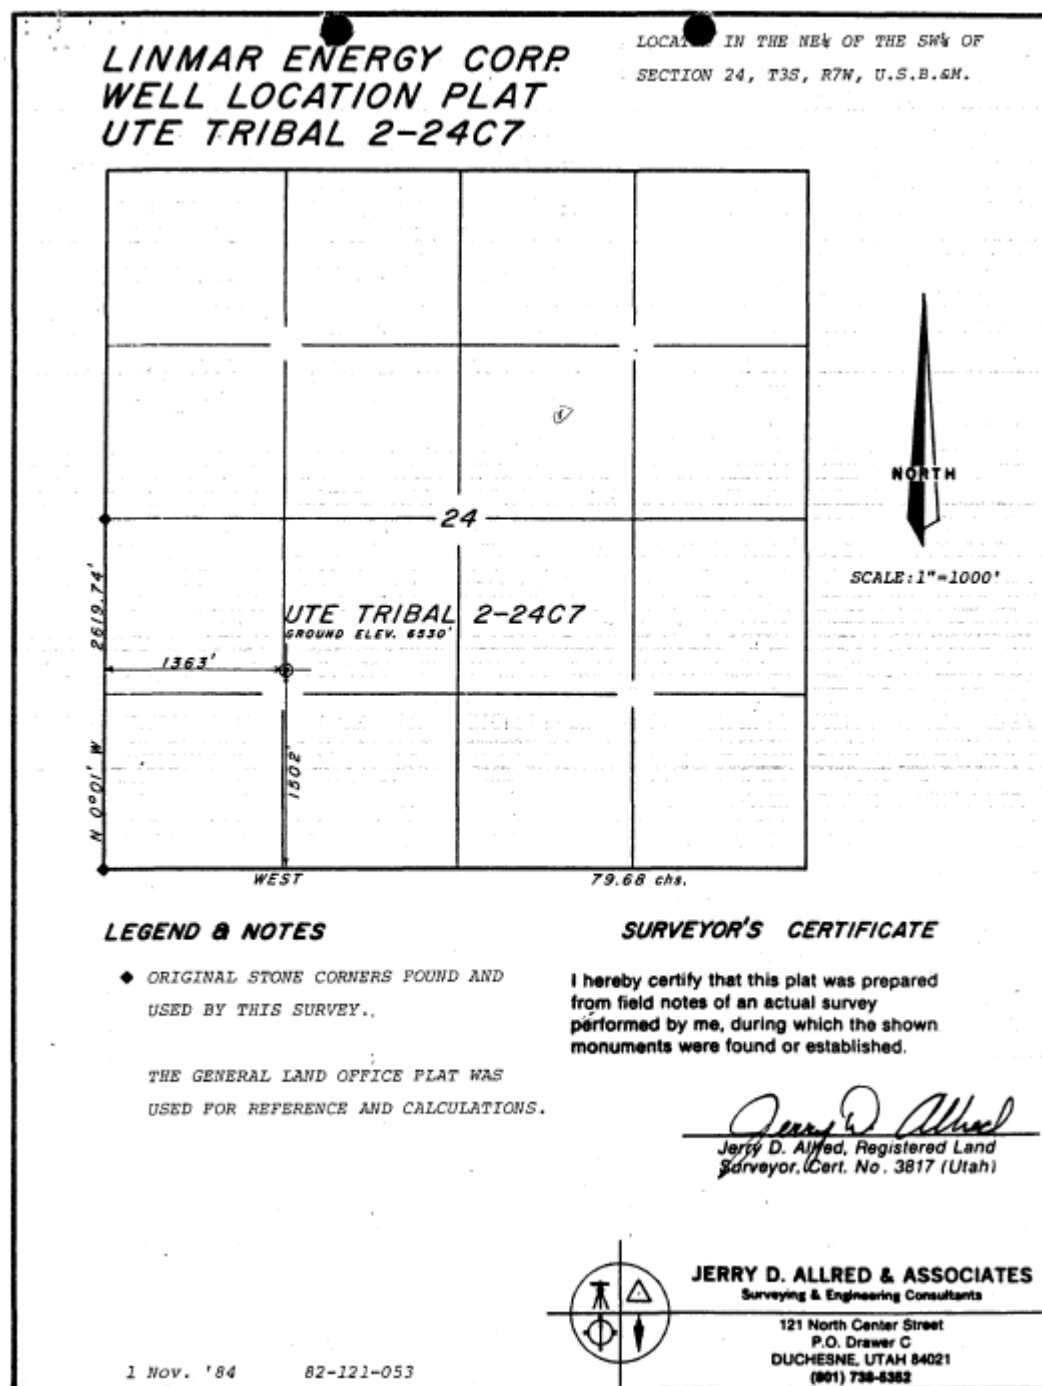 LINMAR ENERGY CORP.
WELL LOCATION PLAT
UTE TRIBAL 2-24C7
LOCATED IN THE NE¼ OF THE SW¼ OF
SECTION 24, T3S, R7W, U.S.B.&M.
24
NORTH
SCALE: 1"=1000'
2619.74'
N 0°01' W
UTE TRIBAL 2-24C7
GROUND ELEV. 6530'
1363'
1502'
WEST
79.68 chs.
LEGEND & NOTES
ORIGINAL STONE CORNERS FOUND AND
USED BY THIS SURVEY.
THE GENERAL LAND OFFICE PLAT WAS
USED FOR REFERENCE AND CALCULATIONS.
SURVEYOR'S CERTIFICATE
I hereby certify that this plat was prepared
from field notes of an actual survey
performed by me, during which the shown
monuments were found or established.
Jerry D. Allred
Jerry D. Allred, Registered Land
Surveyor, Cert. No. 3817 (Utah)
JERRY D. ALLRED & ASSOCIATES
Surveying & Engineering Consultants
121 North Center Street
P.O. Drawer C
DUCHESNE, UTAH 84021
(801) 738-5352
1 Nov. '84 82-121-053